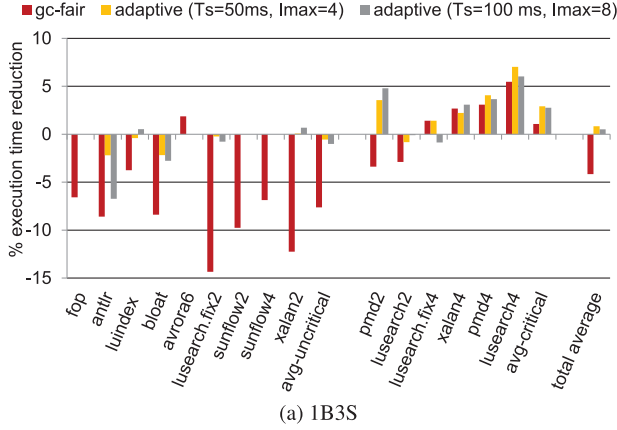 gc-fair adaptive (Ts=50ms, Imax=4) adaptive (Ts=100 ms, Imax=8)
% execution time reduction
10
5
0
-5
-10
-15
fop
antlr
luindex
bloat
avrora6
lusearch.fix2
sunflow2
sunflow4
xalan2
avg-uncritical
pmd2
lusearch2
lusearch.fix4
xalan4
pmd4
lusearch4
avg-critical
total average
(a) 1B3S